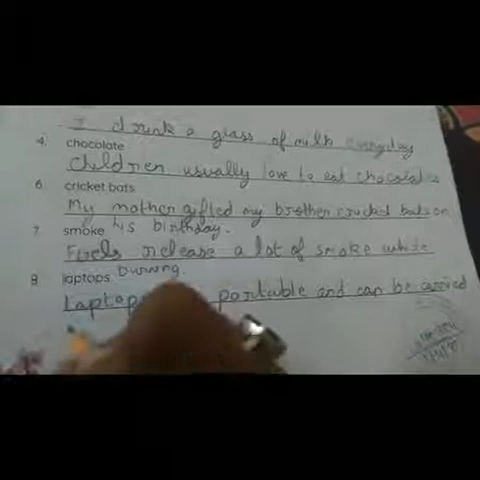 I drink a glass of milk everyday
4. chocolate
Children usually love to eat chocolates
6. cricket bats
My mother gifted my brother cricket bats on
7. smoke his birthday.
Fuels release a lot of smoke while
8 laptops burning.
Laptops portable and can be carried